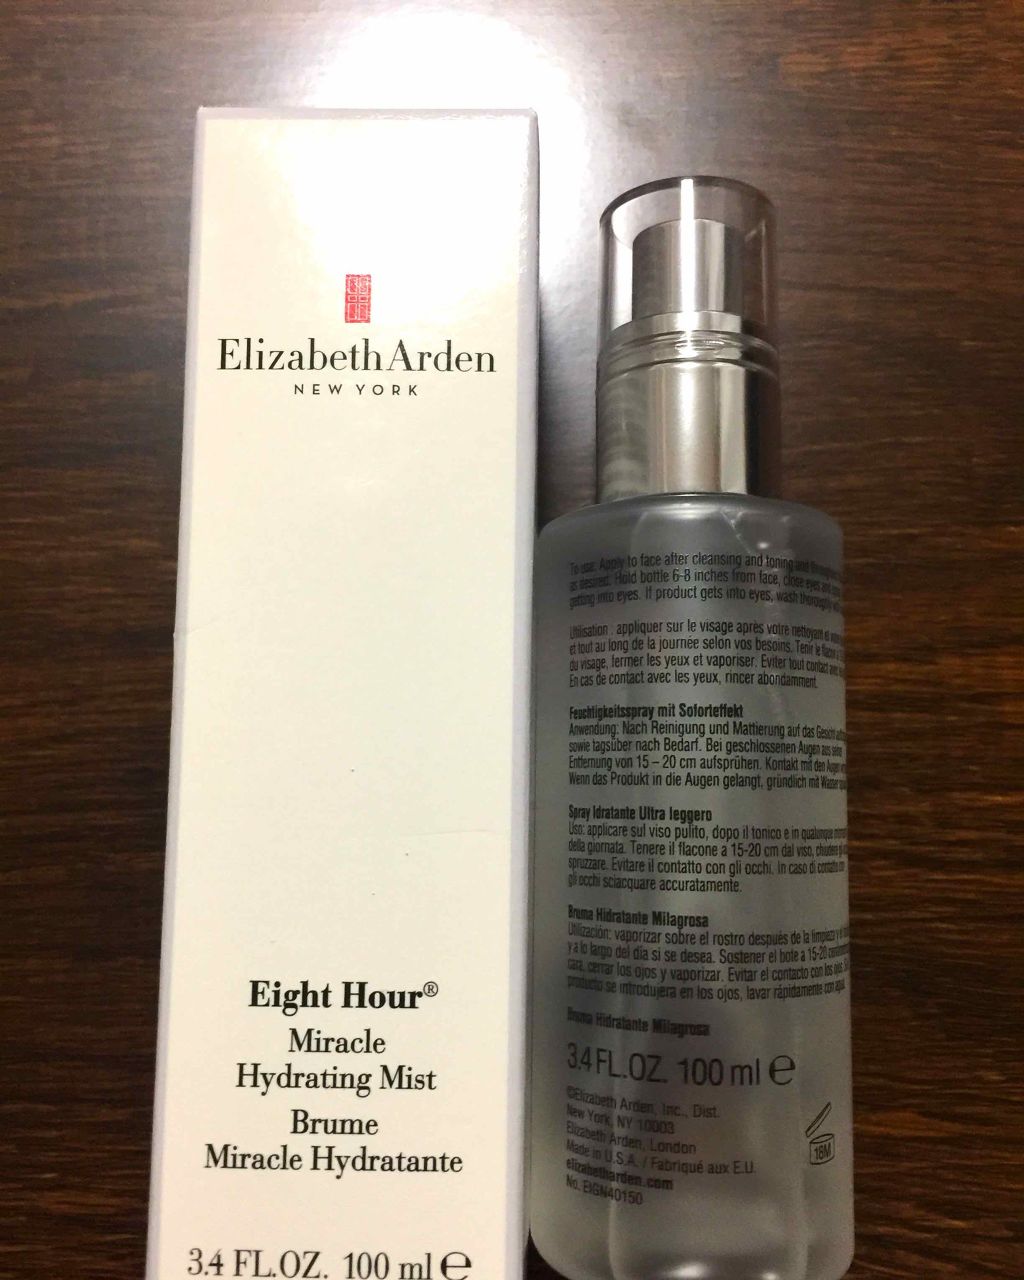 Elizabeth Arden
NEW YORK
Eight Hour®
Miracle
Hydrating Mist
Brume
Miracle Hydratante
3.4 FL.OZ. 100 ml ℮
To use: Apply to face after cleansing and toning and throughout
as desired. Hold bottle 6-8 inches from face, close eyes and
getting into eyes. If product gets into eyes, wash thoroughly
Utilisation : appliquer sur le visage après votre nettoyant et
et tout au long de la journée selon vos besoins. Tenir le flacon à
du visage, fermer les yeux et vaporiser. Eviter tout contact avec
En cas de contact avec les yeux, rincer abondamment.
Feuchtigkeitsspray mit Soforteffekt
Anwendung: Nach Reinigung und Mattierung auf das Gesicht
sowie tagsüber nach Bedarf. Bei geschlossenen Augen aus einer
Entfernung von 15 – 20 cm aufsprühen. Kontakt mit den Augen
Wenn das Produkt in die Augen gelangt, gründlich mit Wasser
Spray Idratante Ultra leggero
Uso: applicare sul viso pulito, dopo il tonico e in qualunque
della giornata. Tenere il flacone a 15-20 cm dal viso, chiudere
spruzzare. Evitare il contatto con gli occhi. In caso di contatto con
gli occhi sciacquare accuratamente.
Bruma Hidratante Milagrosa
Utilización: vaporizar sobre el rostro después de la limpieza y
y a lo largo del día si se desea. Sostener el bote a 15-20
cara, cerrar los ojos y vaporizar. Evitar el contacto con los ojos.
producto se introdujera en los ojos, lavar rápidamente con agua.
Bruma Hidratante Milagrosa
3.4 FL.OZ. 100 ml ℮
©Elizabeth Arden, Inc., Dist.
New York, NY 10003
Elizabeth Arden, London
Made in U.S.A. / Fabriqué aux E.U.
elizabetharden.com
No. EIGN40150
18M